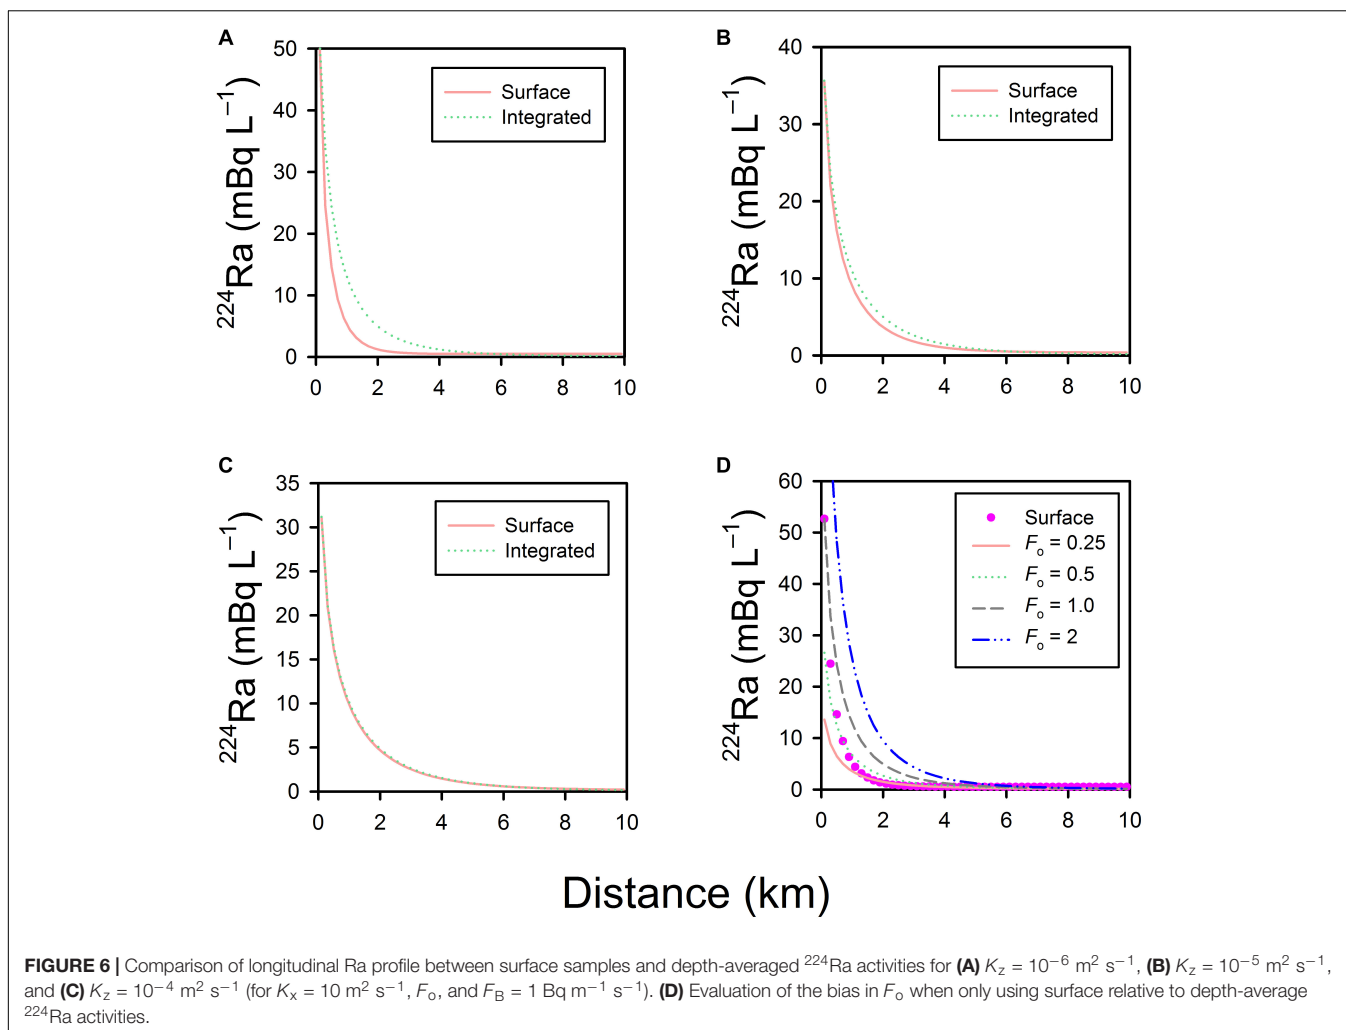 A
50
40
30
20
10
0
²²⁴Ra (mBq L⁻¹)
Surface
Integrated
0 2 4 6 8 10
B
40
30
20
10
0
²²⁴Ra (mBq L⁻¹)
Surface
Integrated
0 2 4 6 8 10
C
35
30
25
20
15
10
5
0
²²⁴Ra (mBq L⁻¹)
Surface
Integrated
0 2 4 6 8 10
D
60
50
40
30
20
10
0
²²⁴Ra (mBq L⁻¹)
Surface
Fₒ = 0.25
Fₒ = 0.5
Fₒ = 1.0
Fₒ = 2
0 2 4 6 8 10
Distance (km)
FIGURE 6 | Comparison of longitudinal Ra profile between surface samples and depth-averaged ²²⁴Ra activities for (A) K_z = 10⁻⁶ m² s⁻¹, (B) K_z = 10⁻⁵ m² s⁻¹,
and (C) K_z = 10⁻⁴ m² s⁻¹ (for Kₓ = 10 m² s⁻¹, Fₒ, and F_B = 1 Bq m⁻¹ s⁻¹). (D) Evaluation of the bias in Fₒ when only using surface relative to depth-average
²²⁴Ra activities.